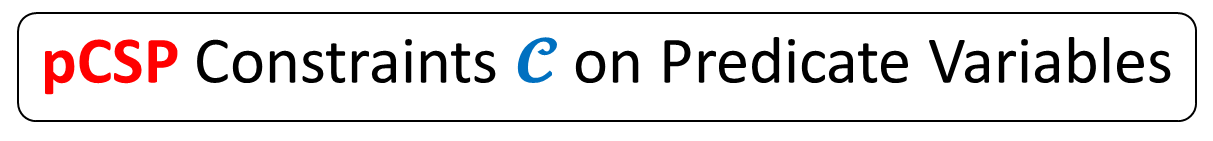 pCSP Constraints 𝓒 on Predicate Variables